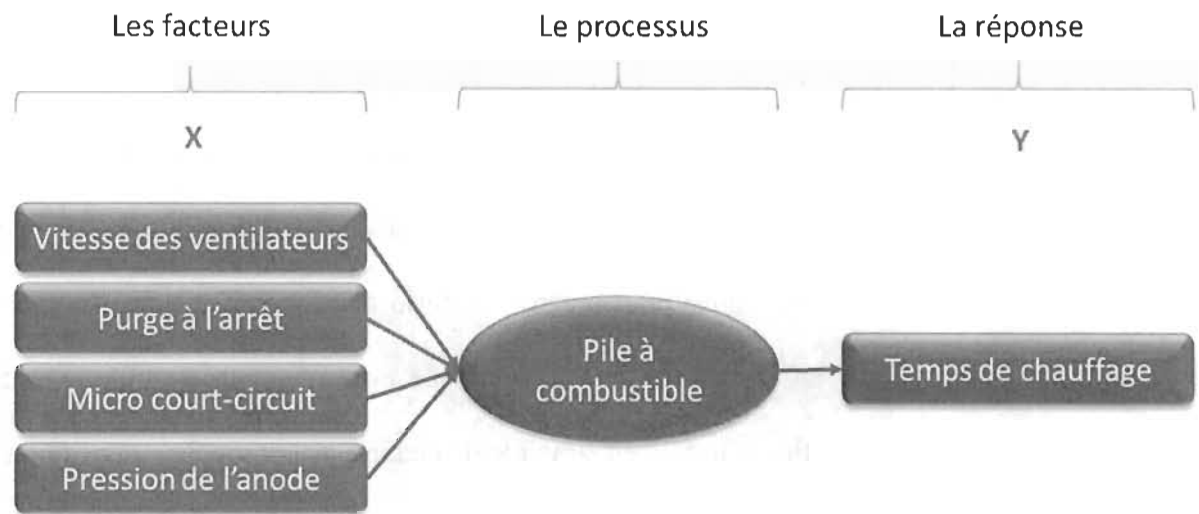 Les facteurs
Le processus
La réponse
X
Y
Vitesse des ventilateurs
Purge à l'arrêt
Micro court-circuit
Pression de l'anode
Pile à
combustible
Temps de chauffage